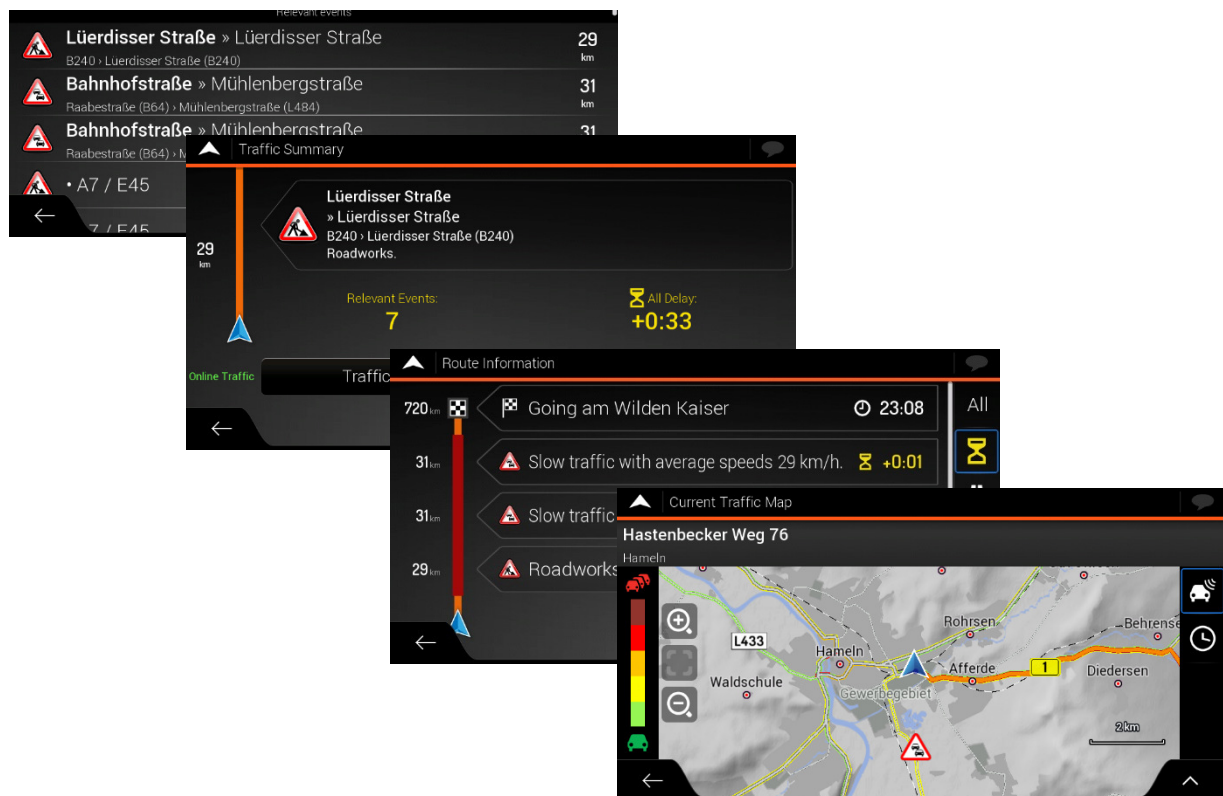 Relevant events
Lüerdisser Straße » Lüerdisser Straße
29
km
B240 › Lüerdisser Straße (B240)
Bahnhofstraße » Mühlenbergstraße
31
km
Raabestraße (B64) › Mühlenbergstraße (L484)
Bahnhofstraße » Mühlenbergstraße
31
Raabestraße (B64) › M
• A7 / E45
7 / E45
Traffic Summary
Lüerdisser Straße
» Lüerdisser Straße
B240 › Lüerdisser Straße (B240)
Roadworks.
29
km
Relevant Events:
7
All Delay:
+0:33
Online Traffic
Traffic
Route Information
720 km
Going am Wilden Kaiser
23:08
All
31 km
Slow traffic with average speeds 29 km/h.
+0:01
31 km
Slow traffic
29 km
Roadworks
Current Traffic Map
Hastenbecker Weg 76
Hameln
Rohrsen
Behrense
L433
Hameln
Afferde
1
Diedersen
Waldschule
Gewerbegebiet
2 km